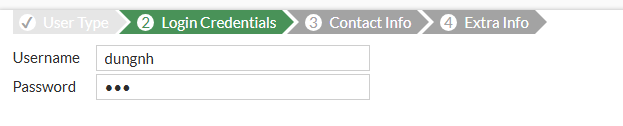 User Type 2 Login Credentials 3 Contact Info 4 Extra Info
Username dungnh
Password •••